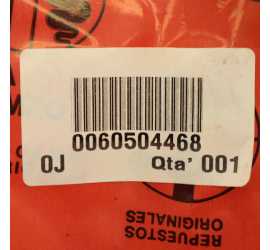 0060504468
0J Qta' 001
REPUESTOS
ORIGINALES